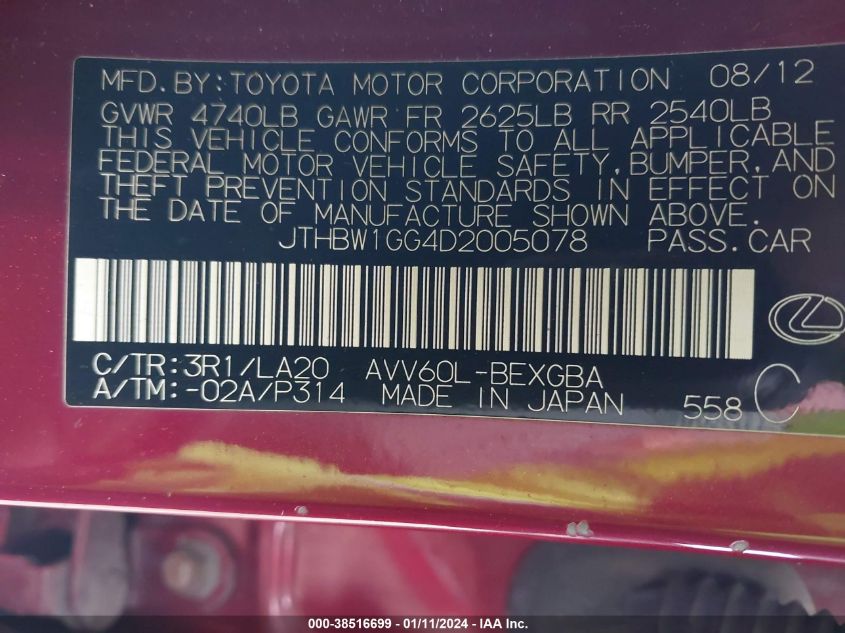 MFD.BY:TOYOTA MOTOR CORPORATION 08/12
GVWR 4740LB GAWR FR 2625LB RR 2540LB
THIS VEHICLE CONFORMS TO ALL APPLICABLE
FEDERAL MOTOR VEHICLE SAFETY,BUMPER,AND
THEFT PREVENTION STANDARDS IN EFFECT ON
THE DATE OF MANUFACTURE SHOWN ABOVE.
JTHBW1GG4D2005078 PASS.CAR
C/TR:3R1/LA20 AVV60L-BEXGBA
A/TM:-02A/P314 MADE IN JAPAN 558 C
000-38516699 - 01/11/2024 - IAA Inc.